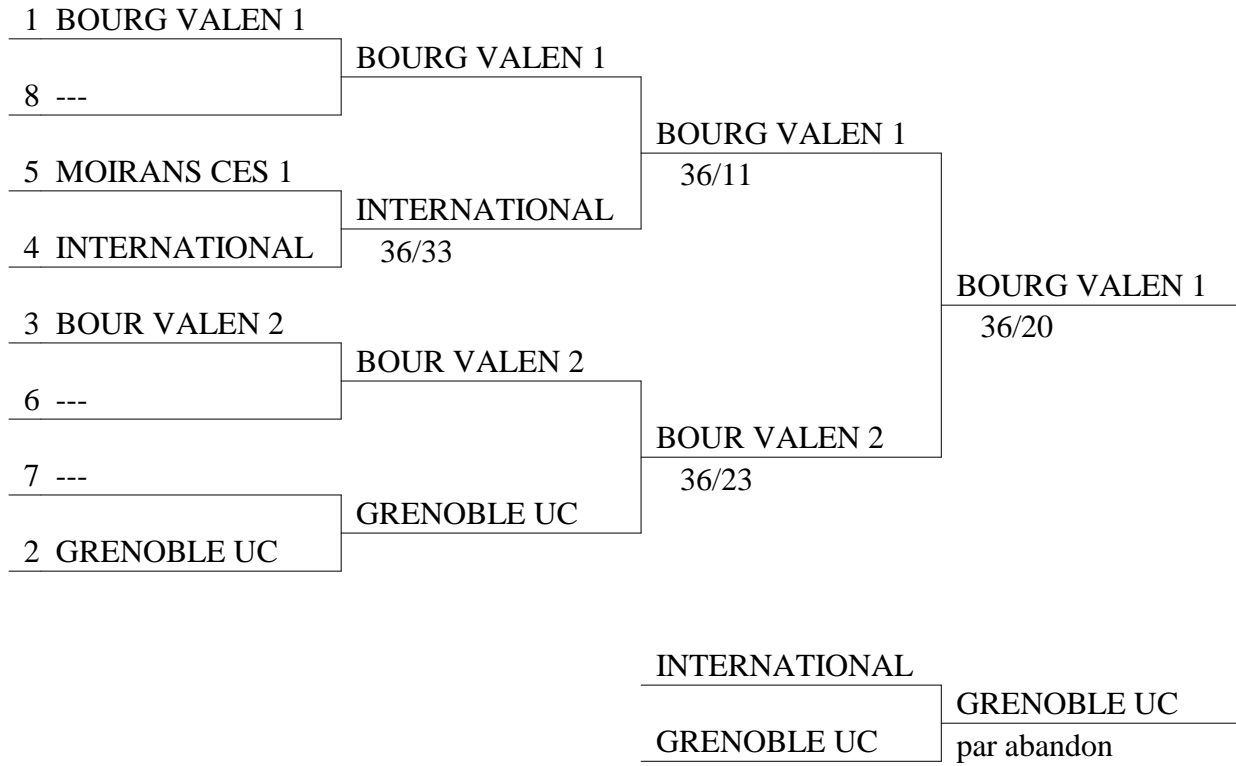 1 BOURG VALEN 1
BOURG VALEN 1
8 ---
BOURG VALEN 1
36/11
5 MOIRANS CES 1
INTERNATIONAL
36/33
4 INTERNATIONAL
BOURG VALEN 1
36/20
3 BOUR VALEN 2
BOUR VALEN 2
6 ---
BOUR VALEN 2
36/23
7 ---
GRENOBLE UC
2 GRENOBLE UC
INTERNATIONAL
GRENOBLE UC
par abandon
GRENOBLE UC